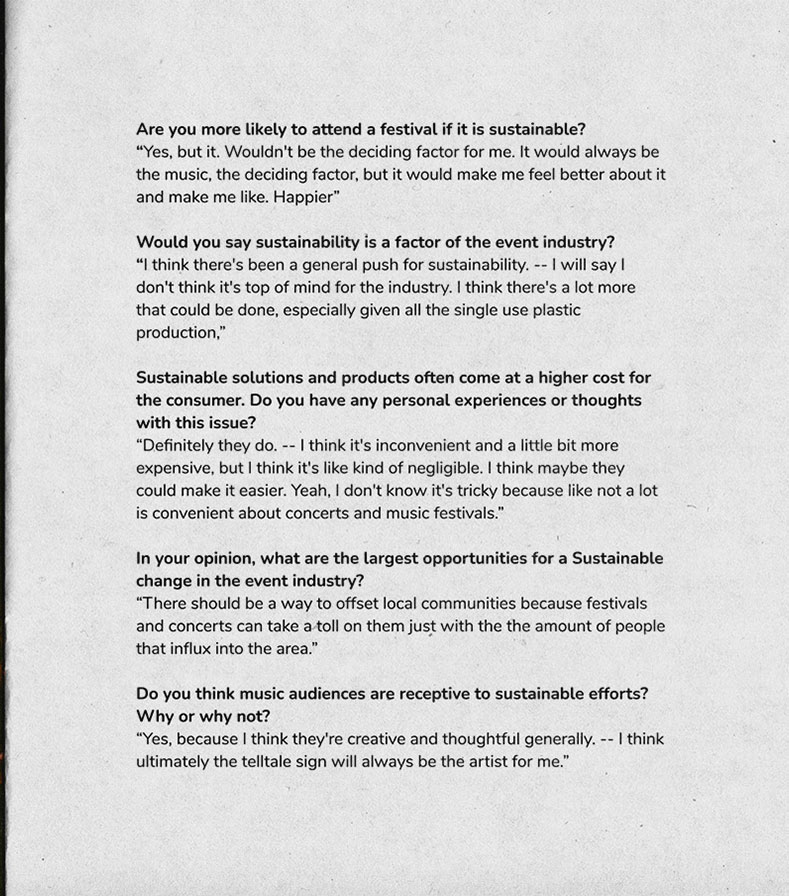 Are you more likely to attend a festival if it is sustainable?
“Yes, but it. Wouldn't be the deciding factor for me. It would always be
the music, the deciding factor, but it would make me feel better about it
and make me like. Happier”
Would you say sustainability is a factor of the event industry?
“I think there's been a general push for sustainability. -- I will say I
don't think it's top of mind for the industry. I think there's a lot more
that could be done, especially given all the single use plastic
production,”
Sustainable solutions and products often come at a higher cost for
the consumer. Do you have any personal experiences or thoughts
with this issue?
“Definitely they do. -- I think it's inconvenient and a little bit more
expensive, but I think it's like kind of negligible. I think maybe they
could make it easier. Yeah, I don't know it's tricky because like not a lot
is convenient about concerts and music festivals.”
In your opinion, what are the largest opportunities for a Sustainable
change in the event industry?
“There should be a way to offset local communities because festivals
and concerts can take a toll on them just with the the amount of people
that influx into the area.”
Do you think music audiences are receptive to sustainable efforts?
Why or why not?
“Yes, because I think they're creative and thoughtful generally. -- I think
ultimately the telltale sign will always be the artist for me.”